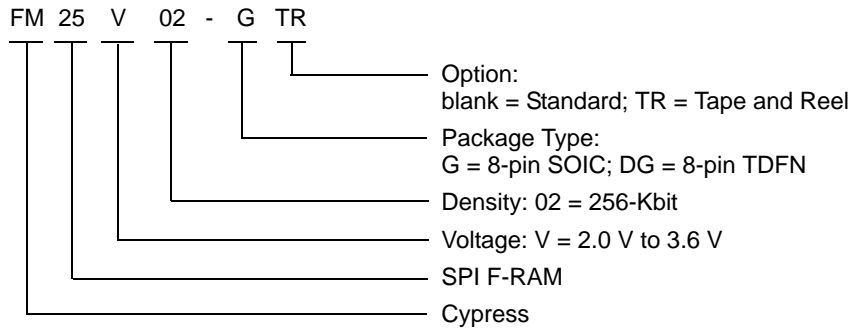 FM 25 V 02 - G TR
Option:
blank = Standard; TR = Tape and Reel
Package Type:
G = 8-pin SOIC; DG = 8-pin TDFN
Density: 02 = 256-Kbit
Voltage: V = 2.0 V to 3.6 V
SPI F-RAM
Cypress